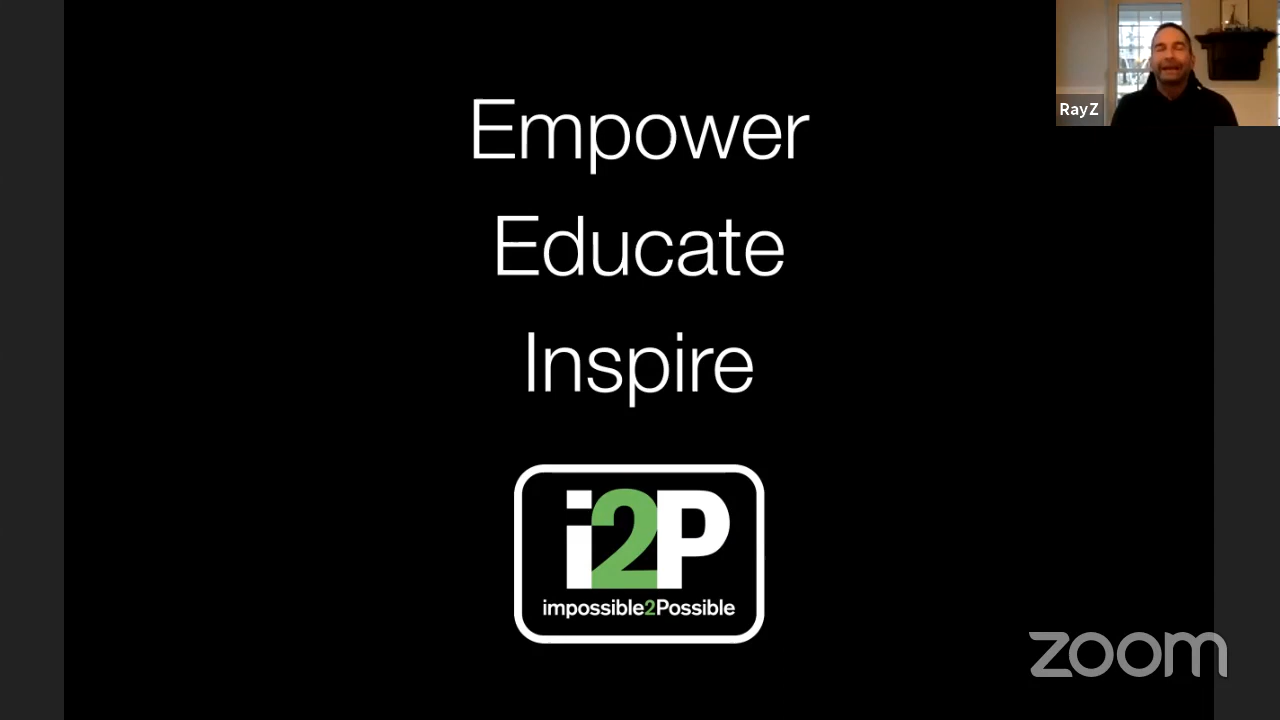 RayZ
Empower
Educate
Inspire
i2P
impossible2Possible
zoom